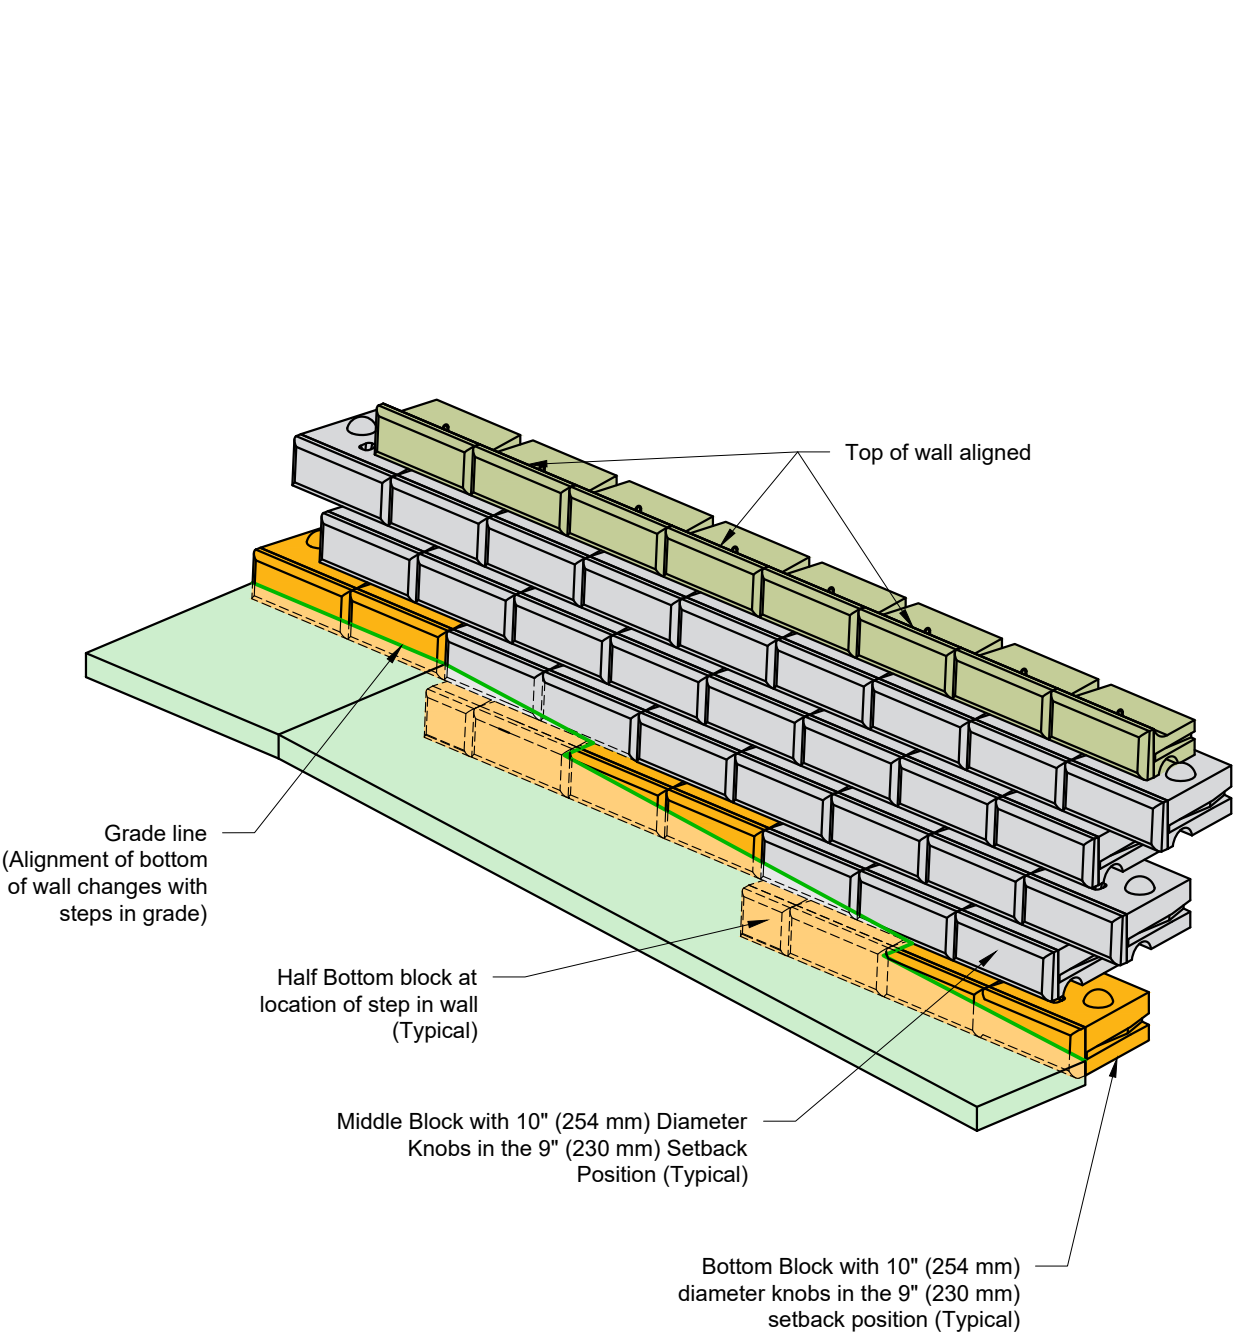 Top of wall aligned
Grade line
(Alignment of bottom
of wall changes with
steps in grade)
Half Bottom block at
location of step in wall
(Typical)
Middle Block with 10" (254 mm) Diameter
Knobs in the 9" (230 mm) Setback
Position (Typical)
Bottom Block with 10" (254 mm)
diameter knobs in the 9" (230 mm)
setback position (Typical)